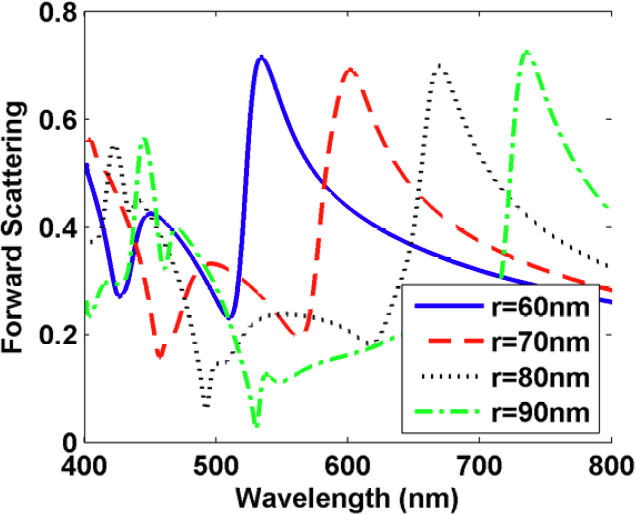 0.8
0.6
0.4
0.2
0
Forward Scattering
400 500 600 700 800
Wavelength (nm)
r=60nm
r=70nm
r=80nm
r=90nm